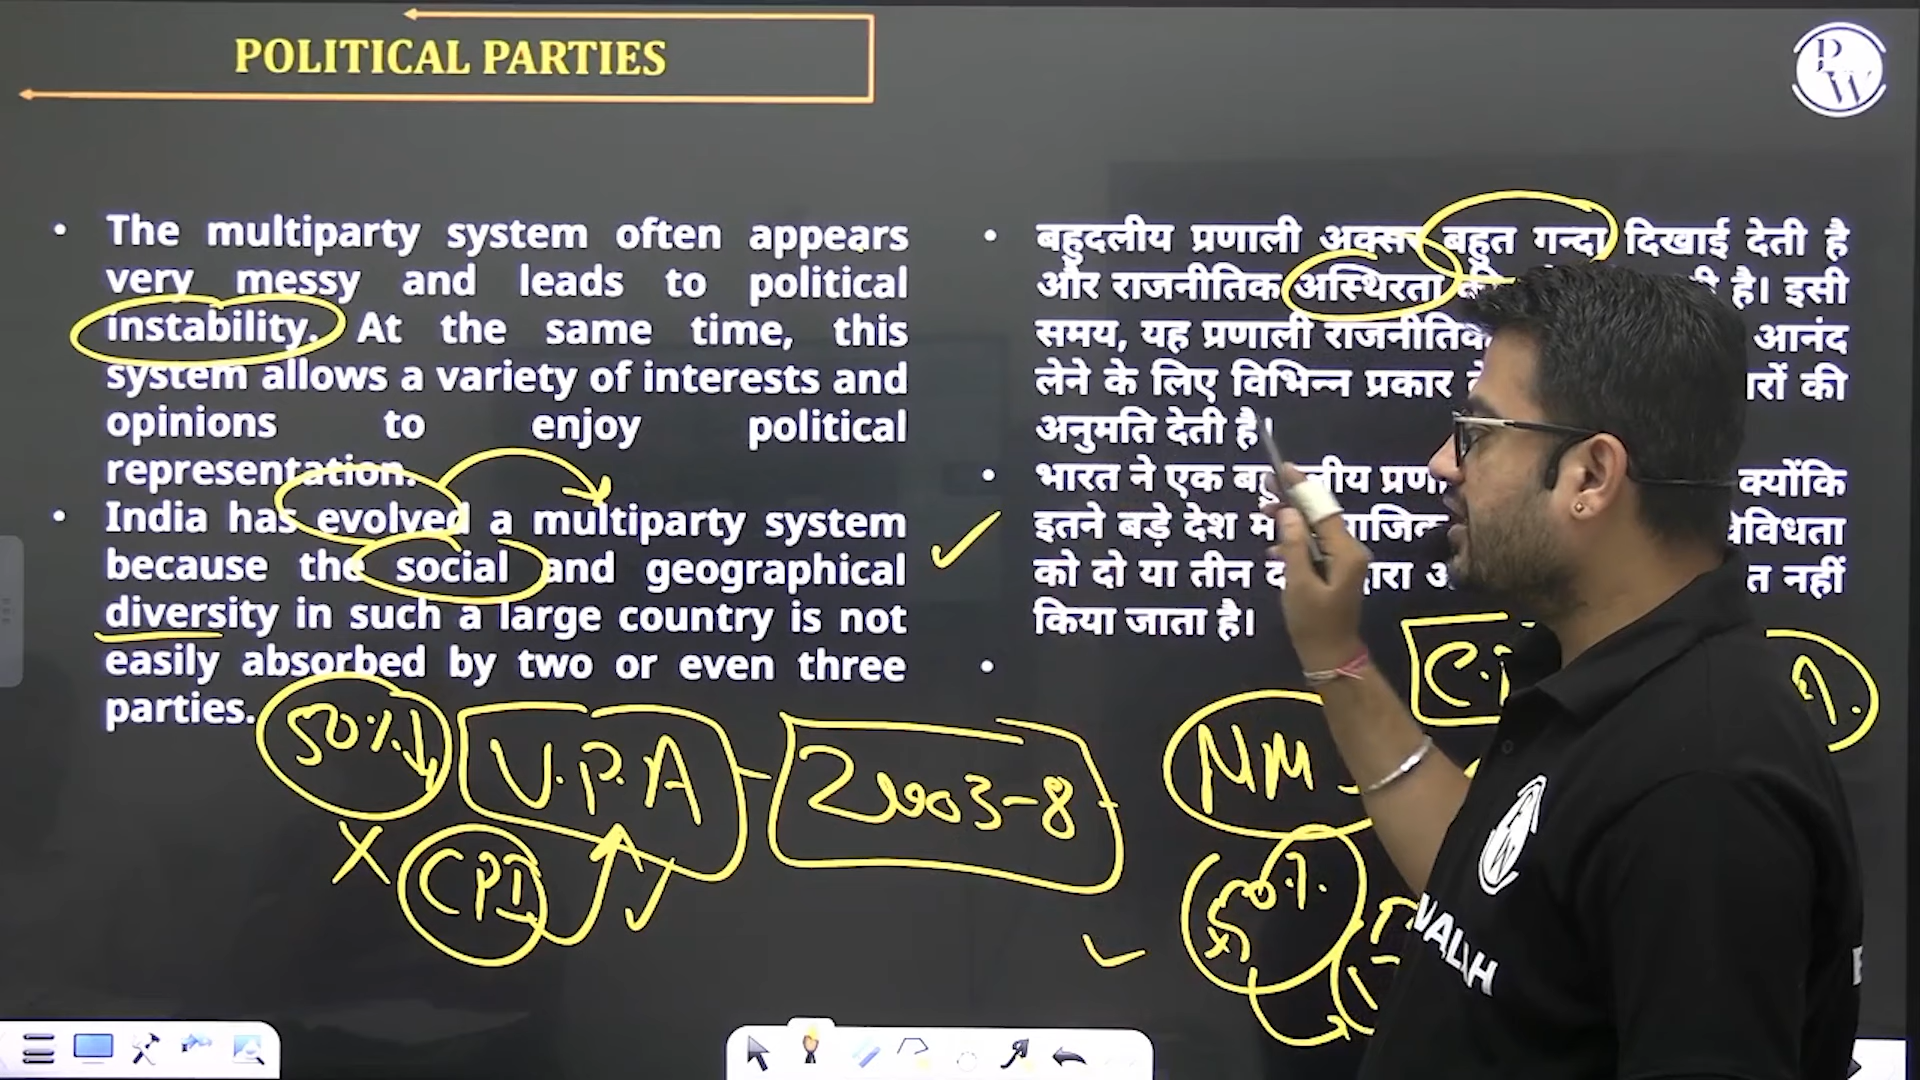 POLITICAL PARTIES
PW
• The multiparty system often appears
very messy and leads to political
instability. At the same time, this
system allows a variety of interests and
opinions to enjoy political
representation.
• India has evolved a multiparty system
because the social and geographical
diversity in such a large country is not
easily absorbed by two or even three
parties.
• बहुदलीय प्रणाली अक्सर बहुत गन्दा दिखाई देती है
और राजनीतिक अस्थिरता की है। इसी
समय, यह प्रणाली आनंद
लेने के लिए विभिन्न प्रकार की
अनुमति देती है।
• भारत ने एक क्योंकि
इतने बड़े देश
को दो या तीन नहीं
किया जाता है।
•
50%↓
U.P.A
2003-8
NM
X
CPI
50%
WALLAH